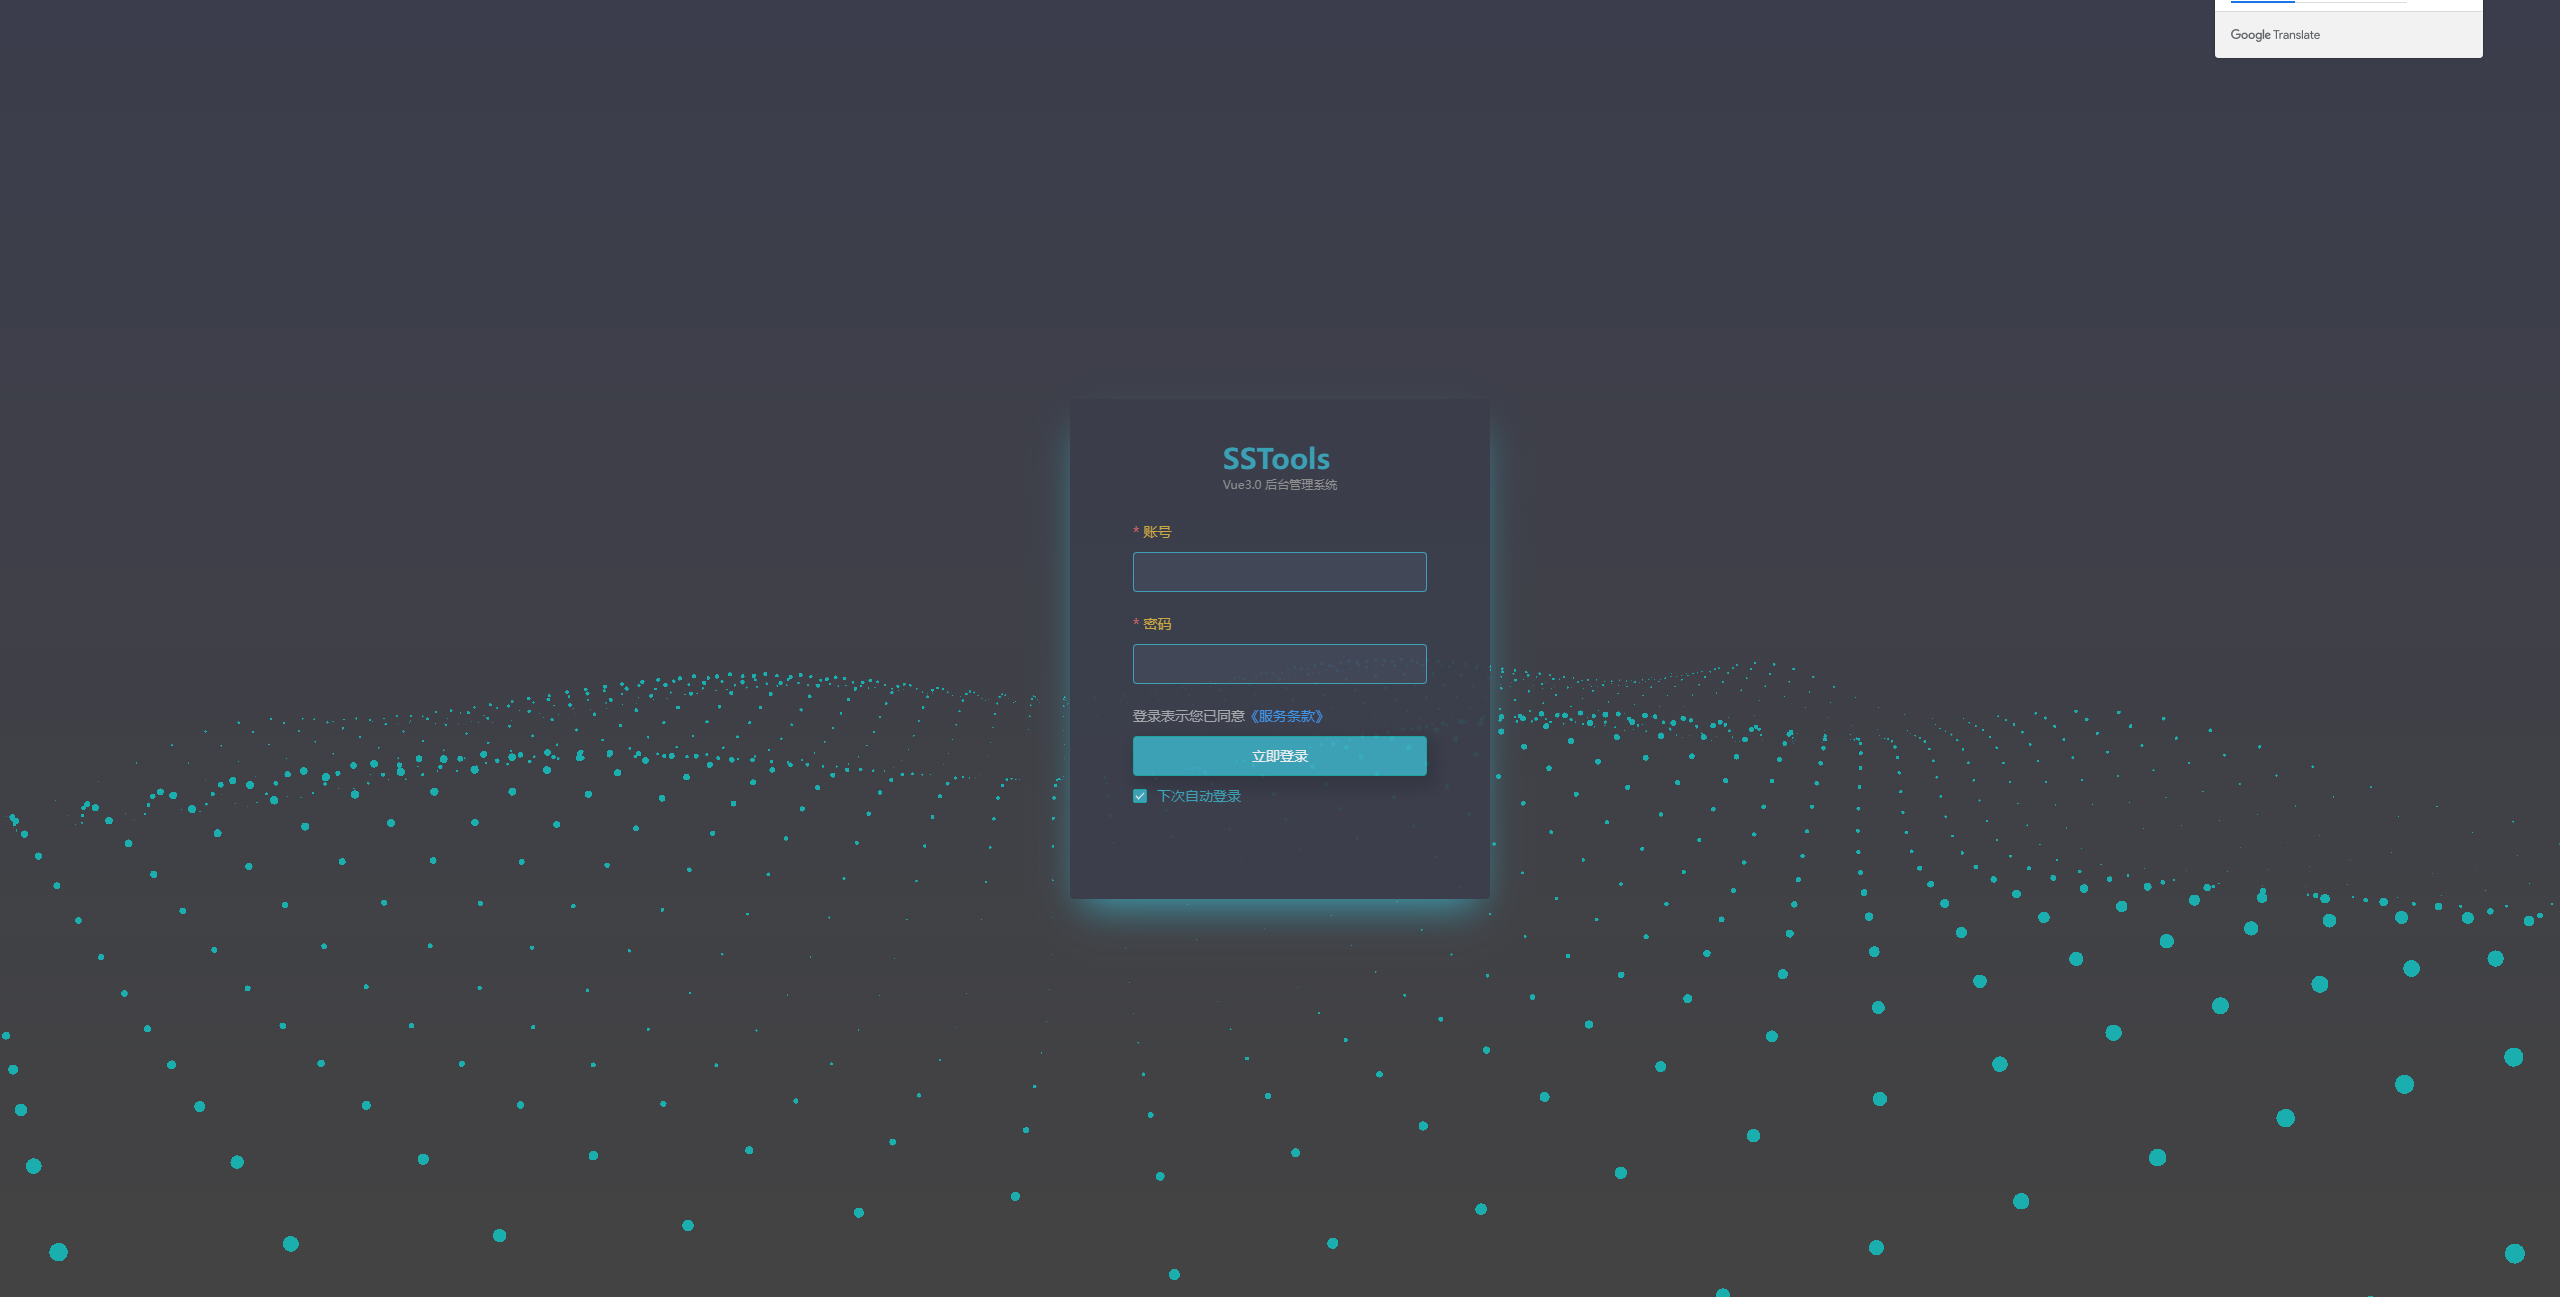 Google Translate
SSTools
Vue3.0 后台管理系统
* 账号
* 密码
登录表示您已同意《服务条款》
立即登录
下次自动登录